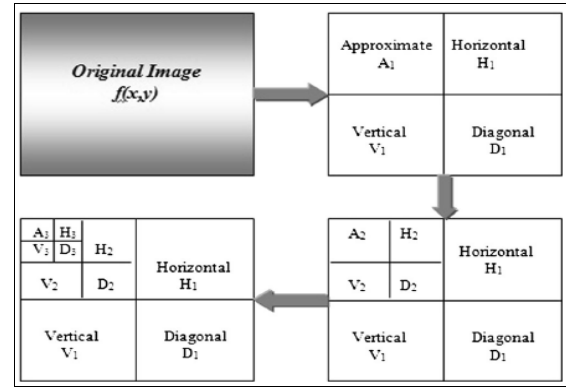 Original Image
f(x,y)
Approximate
A1
Horizontal
H1
Vertical
V1
Diagonal
D1
A3 H3
V3 D3
H2
V2
D2
Horizontal
H1
Vertical
V1
Diagonal
D1
A2
H2
V2
D2
Horizontal
H1
Vertical
V1
Diagonal
D1